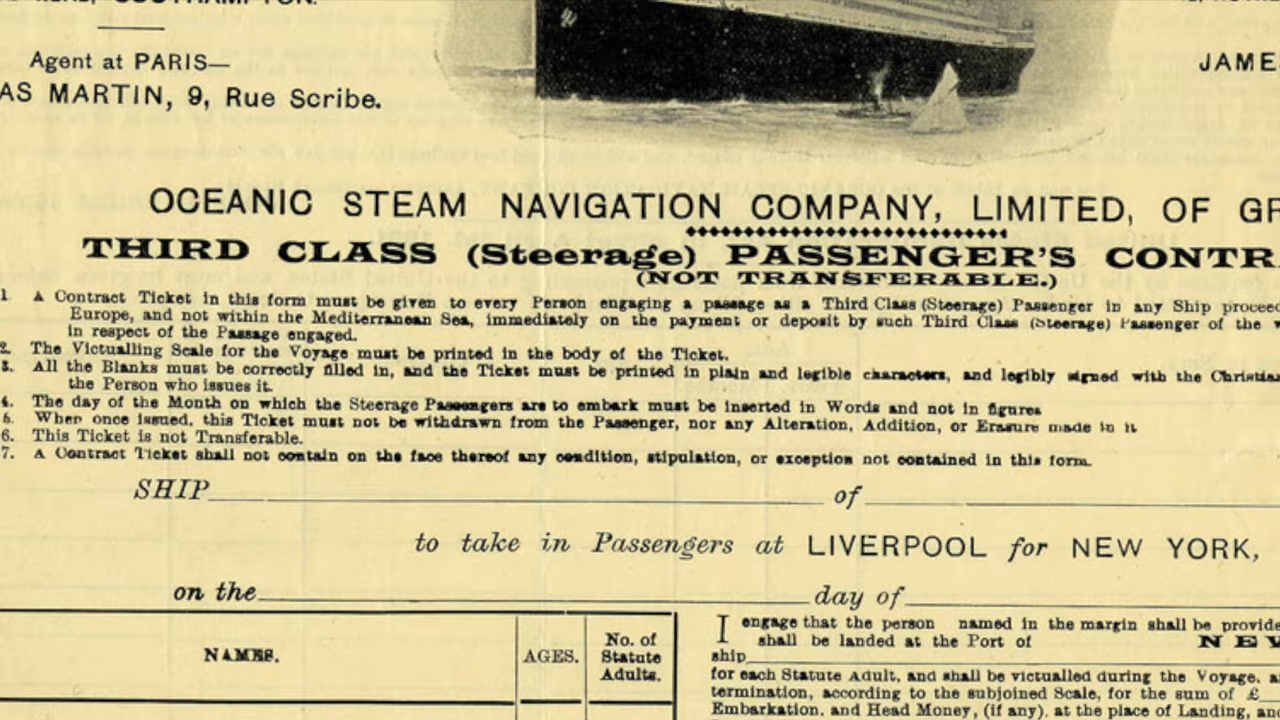 SOUTHAMPTON.
Agent at PARIS—
AS MARTIN, 9, Rue Scribe.
JAME
OCEANIC STEAM NAVIGATION COMPANY, LIMITED, OF GR
THIRD CLASS (Steerage) PASSENGER'S CONTR
(NOT TRANSFERABLE.)
1. A Contract Ticket in this form must be given to every Person engaging a passage as a Third Class (Steerage) Passenger in any Ship proceed
Europe, and not within the Mediterranean Sea, immediately on the payment or deposit by such Third Class (Steerage) Passenger of the
in respect of the Passage engaged.
2. The Victualling Scale for the Voyage must be printed in the body of the Ticket.
3. All the Blanks must be correctly filled in, and the Ticket must be printed in plain and legible characters, and legibly signed with the Christian
the Person who issues it.
4. The day of the Month on which the Steerage Passengers are to embark must be inserted in Words and not in figures
5. When once issued, this Ticket must not be withdrawn from the Passenger, nor any Alteration, Addition, or Erasure made in it
6. This Ticket is not Transferable.
7. A Contract Ticket shall not contain on the face thereof any condition, stipulation, or exception not contained in this form.
SHIP of
to take in Passengers at LIVERPOOL for NEW YORK,
on the day of
NAMES.
AGES.
No. of
Statute
Adults.
I engage that the person named in the margin shall be provide
shall be landed at the Port of NEW
ship
for each Statute Adult, and shall be victualled during the Voyage, a
termination, according to the subjoined Scale, for the sum of £
Embarkation, and Head Money, (if any), at the place of Landing, and